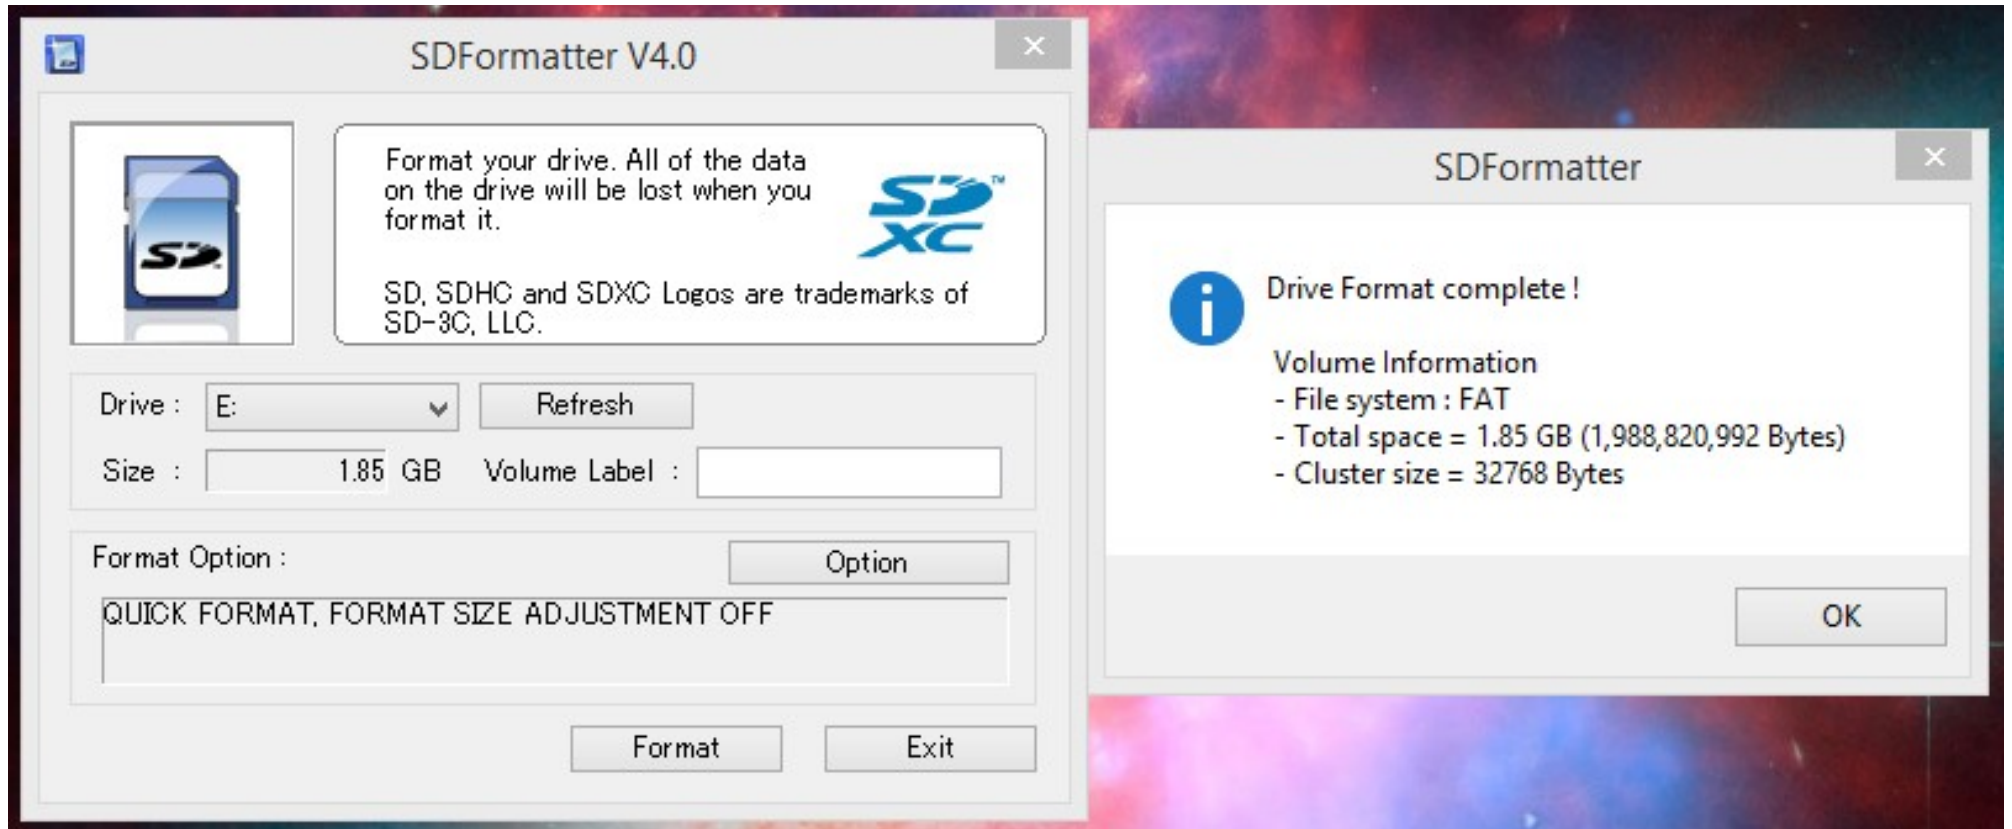 SDFormatter V4.0
SD
Format your drive. All of the data
on the drive will be lost when you
format it.
SD, SDHC and SDXC Logos are trademarks of
SD-3C, LLC.
SD™
XC
Drive :
E:
Refresh
Size :
1.85 GB
Volume Label :
Format Option :
Option
QUICK FORMAT, FORMAT SIZE ADJUSTMENT OFF
Format
Exit
SDFormatter
Drive Format complete !
Volume Information
- File system : FAT
- Total space = 1.85 GB (1,988,820,992 Bytes)
- Cluster size = 32768 Bytes
OK